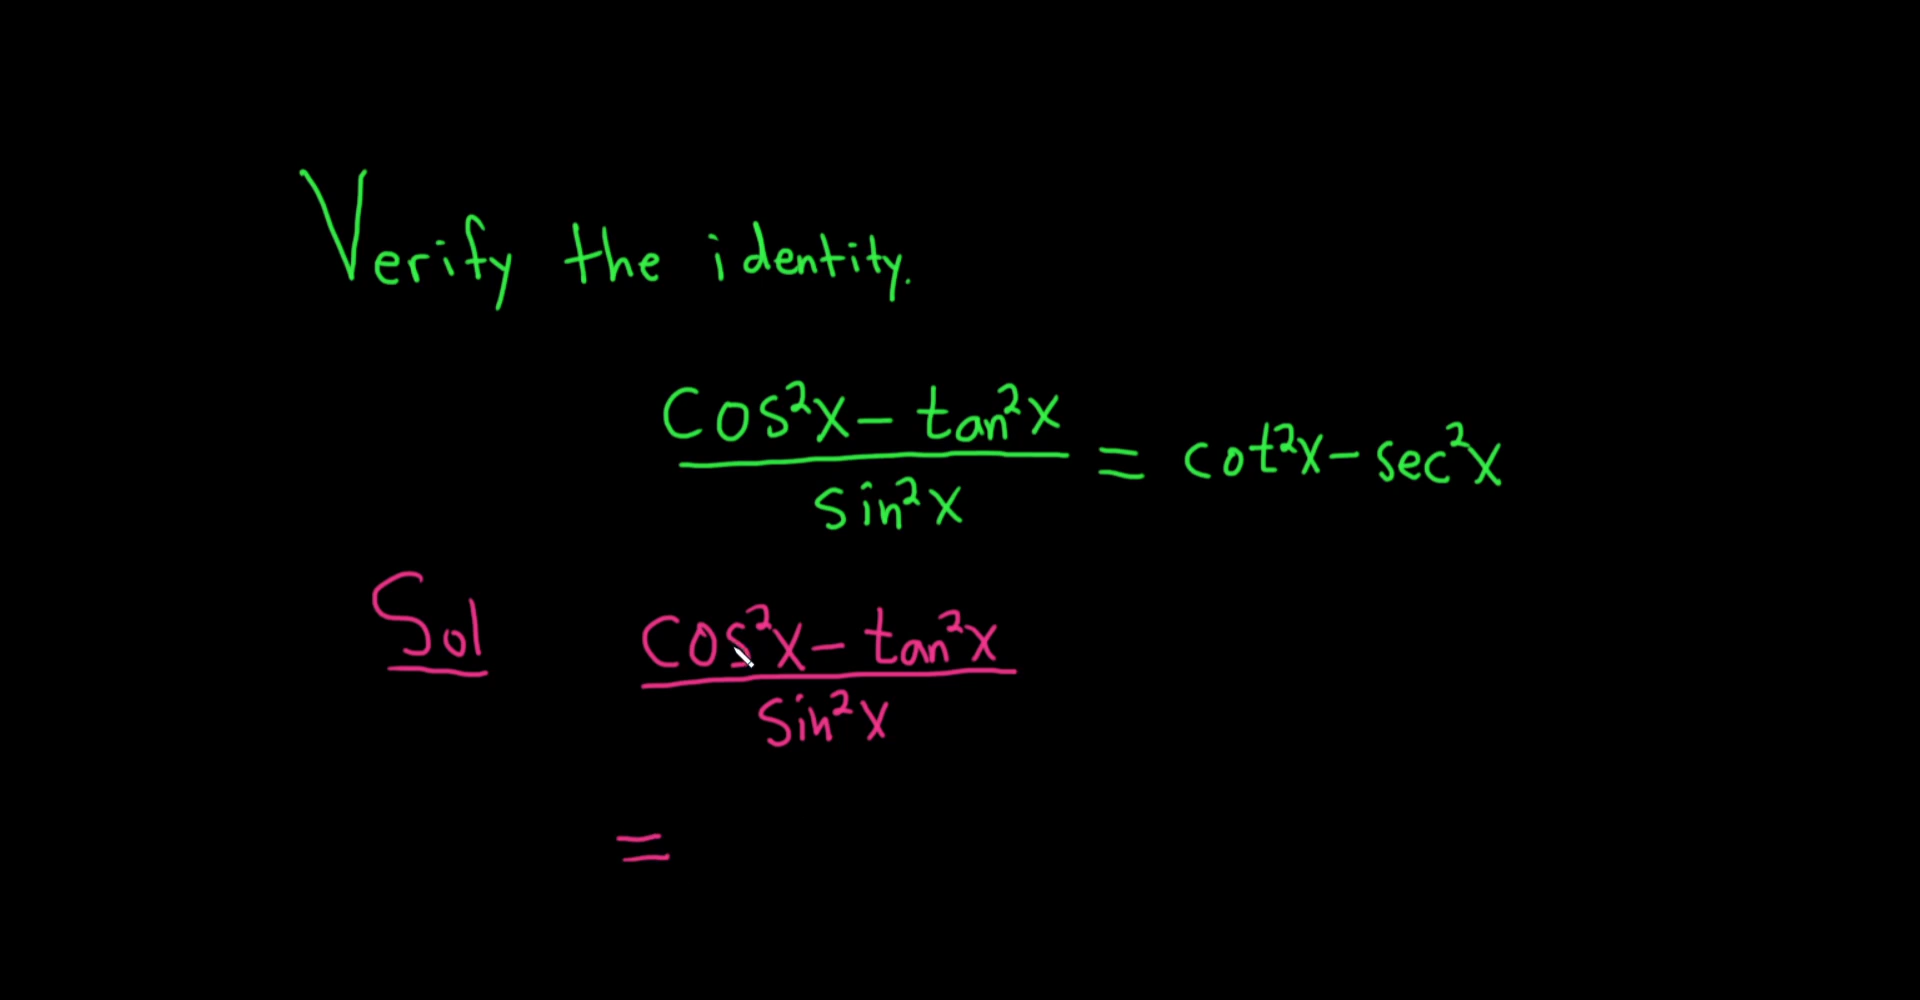 Verify the identity.
cos²x - tan²x
sin²x
= cot²x - sec²x
Sol
cos²x - tan²x
sin²x
=